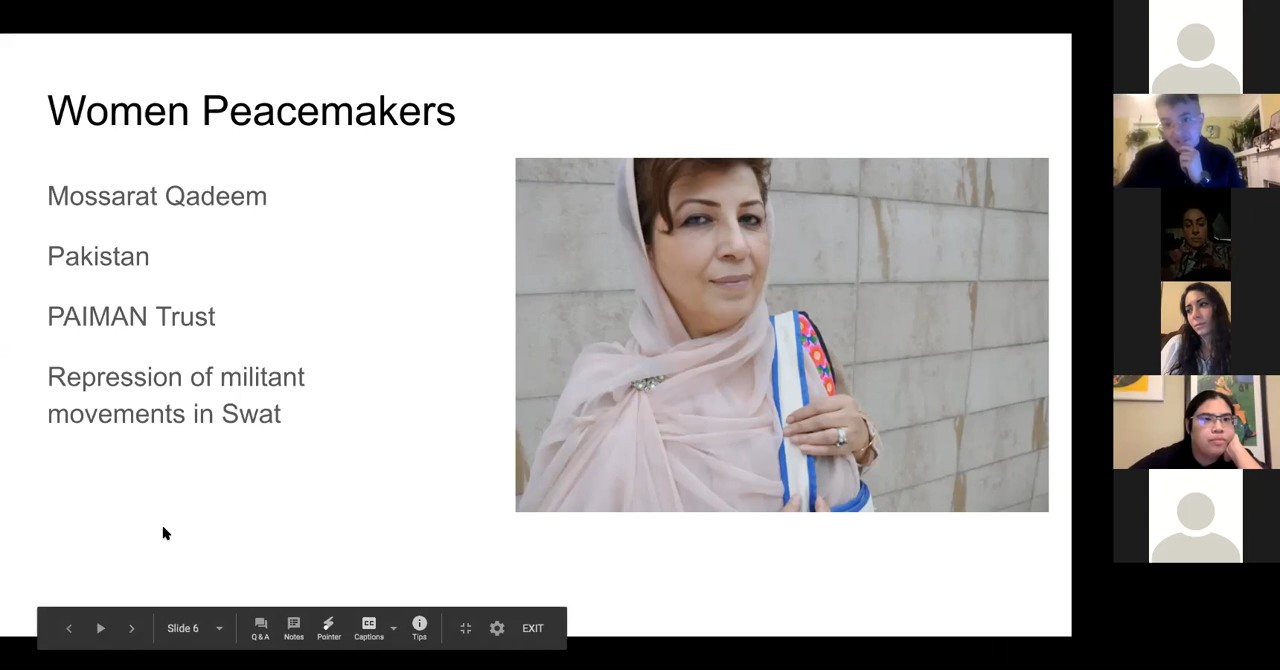 Women Peacemakers
Mossarat Qadeem
Pakistan
PAIMAN Trust
Repression of militant
movements in Swat
Slide 6
Q & A
Notes
Pointer
CC
Captions
Tips
EXIT